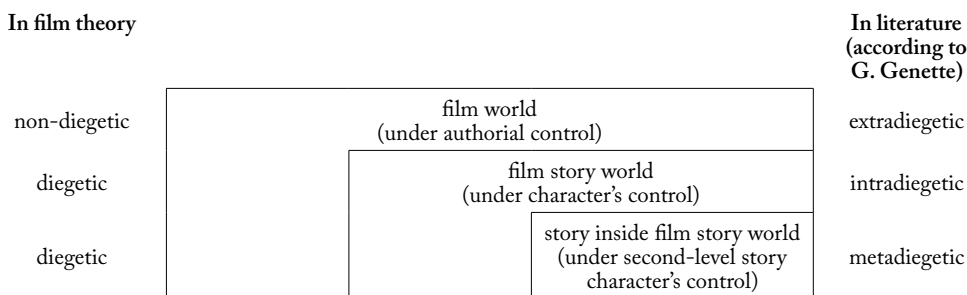 In film theory
In literature
(according to
G. Genette)
non-diegetic
film world
(under authorial control)
extradiegetic
diegetic
film story world
(under character’s control)
intradiegetic
diegetic
story inside film story world
(under second-level story
character’s control)
metadiegetic